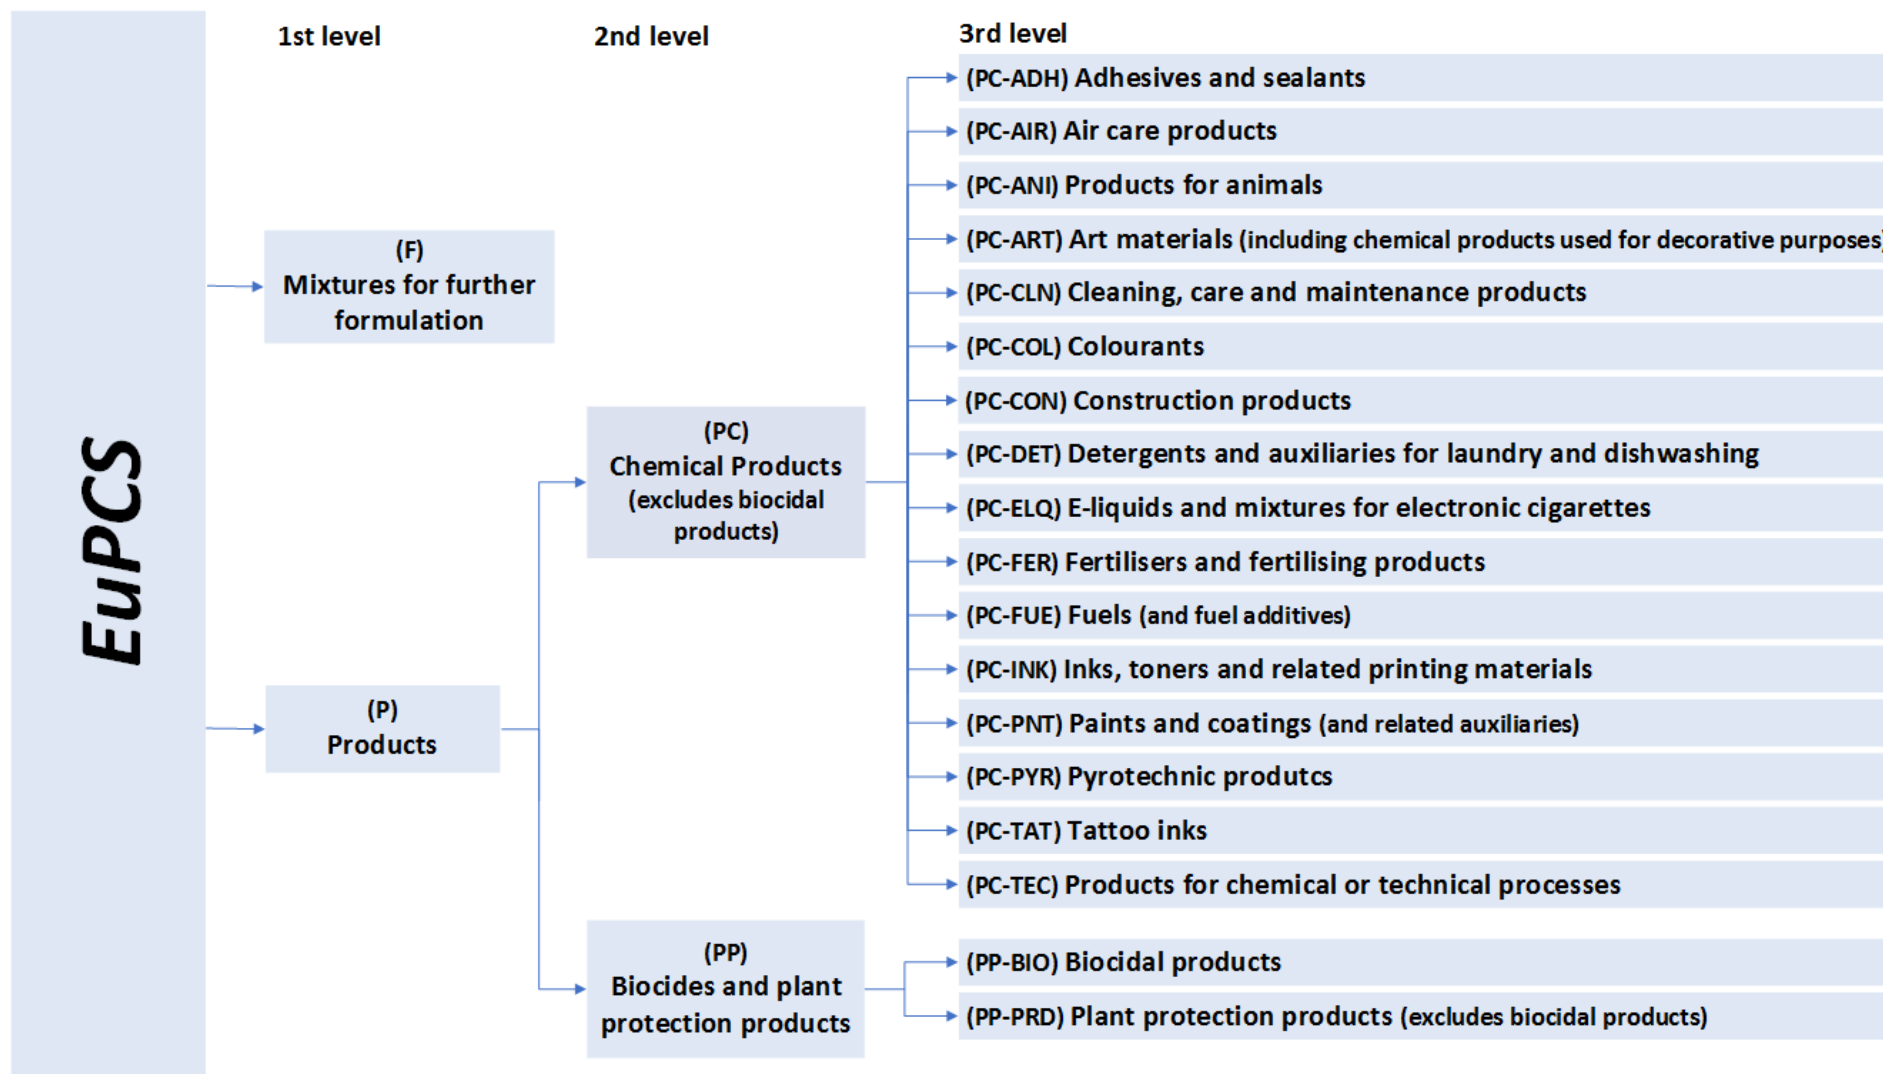 EuPCS
1st level
2nd level
3rd level
(F)
Mixtures for further
formulation
(P)
Products
(PC)
Chemical Products
(excludes biocidal
products)
(PP)
Biocides and plant
protection products
(PC-ADH) Adhesives and sealants
(PC-AIR) Air care products
(PC-ANI) Products for animals
(PC-ART) Art materials (including chemical products used for decorative purposes)
(PC-CLN) Cleaning, care and maintenance products
(PC-COL) Colourants
(PC-CON) Construction products
(PC-DET) Detergents and auxiliaries for laundry and dishwashing
(PC-ELQ) E-liquids and mixtures for electronic cigarettes
(PC-FER) Fertilisers and fertilising products
(PC-FUE) Fuels (and fuel additives)
(PC-INK) Inks, toners and related printing materials
(PC-PNT) Paints and coatings (and related auxiliaries)
(PC-PYR) Pyrotechnic produtcs
(PC-TAT) Tattoo inks
(PC-TEC) Products for chemical or technical processes
(PP-BIO) Biocidal products
(PP-PRD) Plant protection products (excludes biocidal products)